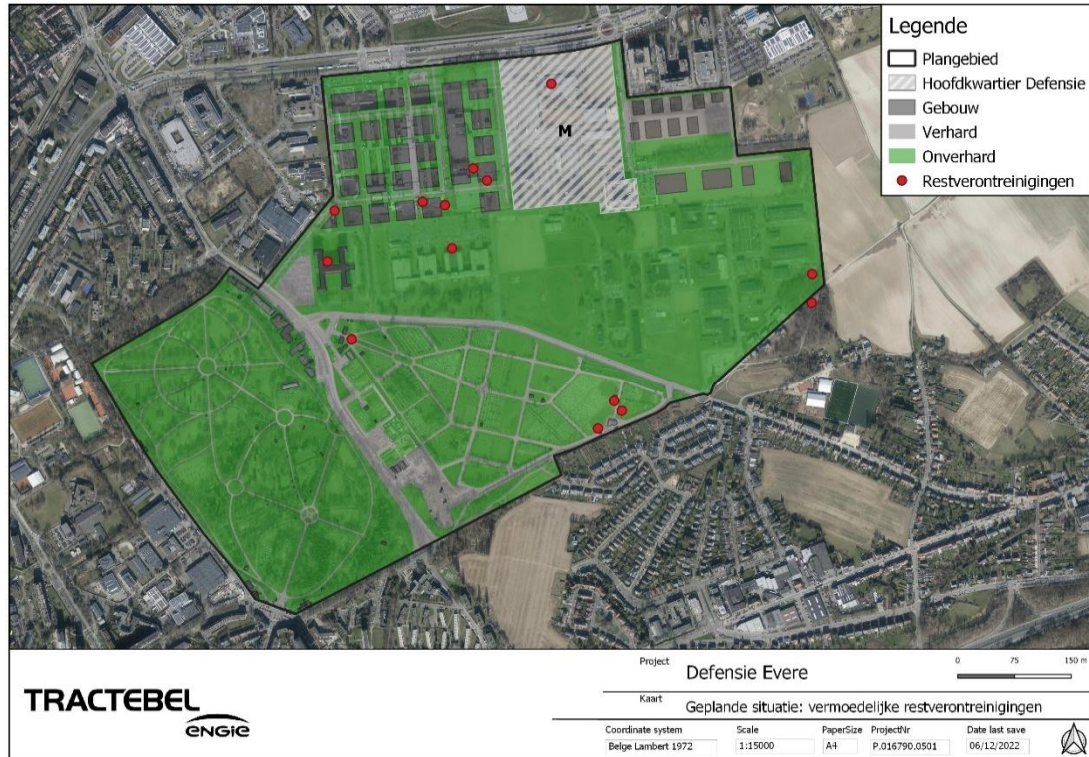 Legende
Plangebied
Hoofdkwartier Defensie
Gebouw
Verhard
Onverhard
Restverontreinigingen
M
TRACTEBEL
ENGIE
Project
Defensie Evere
0 75 150 m
Kaart
Geplande situatie: vermoedelijke restverontreinigingen
Coordinate system Scale PaperSize ProjectNr Date last save
Belge Lambert 1972 1:15000 A4 P.016790.0501 06/12/2022